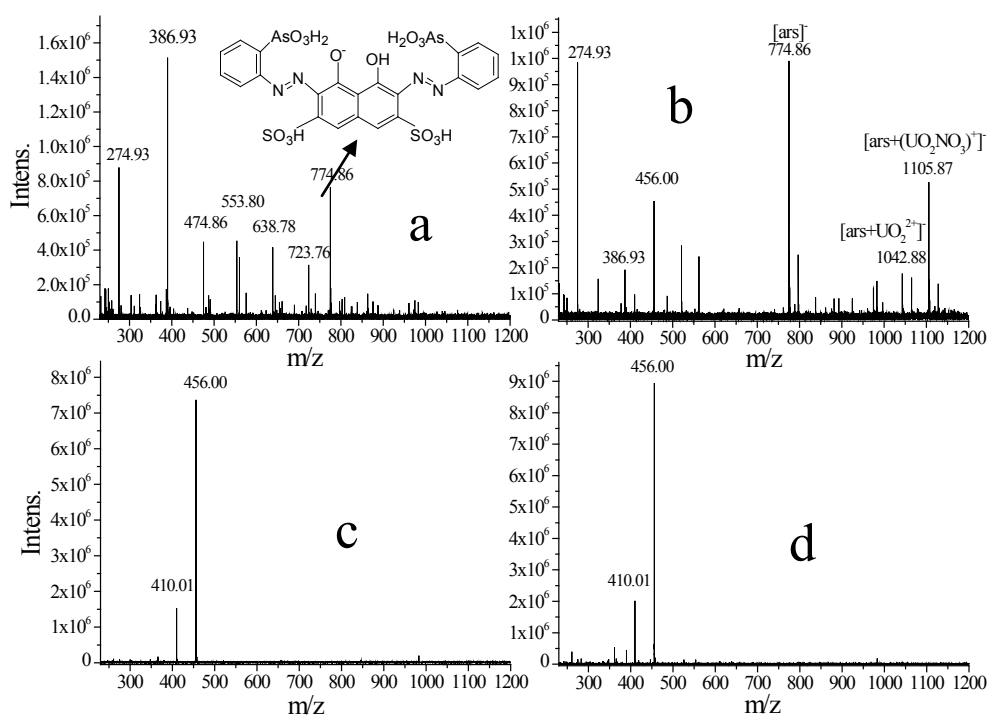 1.6x10⁶
1.4x10⁶
1.2x10⁶
1.0x10⁶
8.0x10⁵
6.0x10⁵
4.0x10⁵
2.0x10⁵
0.0
Intens.
386.93
274.93
474.86
553.80
638.78
723.76
774.86
AsO₃H₂
H₂O₃As
O⁻
OH
N
N
N
N
SO₃H
SO₃H
a
300 400 500 600 700 800 900 1000 1100 1200
m/z
1x10⁶
9x10⁵
8x10⁵
7x10⁵
6x10⁵
5x10⁵
4x10⁵
3x10⁵
2x10⁵
1x10⁵
0
274.93
386.93
456.00
[ars]⁻
774.86
b
[ars+(UO₂NO₃)⁺]⁻
1105.87
[ars+UO₂²⁺]⁻
1042.88
300 400 500 600 700 800 900 1000 1100 1200
m/z
8x10⁶
7x10⁶
6x10⁶
5x10⁶
4x10⁶
3x10⁶
2x10⁶
1x10⁶
0
Intens.
456.00
410.01
c
300 400 500 600 700 800 900 1000 1100 1200
m/z
9x10⁶
8x10⁶
7x10⁶
6x10⁶
5x10⁶
4x10⁶
3x10⁶
2x10⁶
1x10⁶
0
456.00
410.01
d
300 400 500 600 700 800 900 1000 1100 1200
m/z